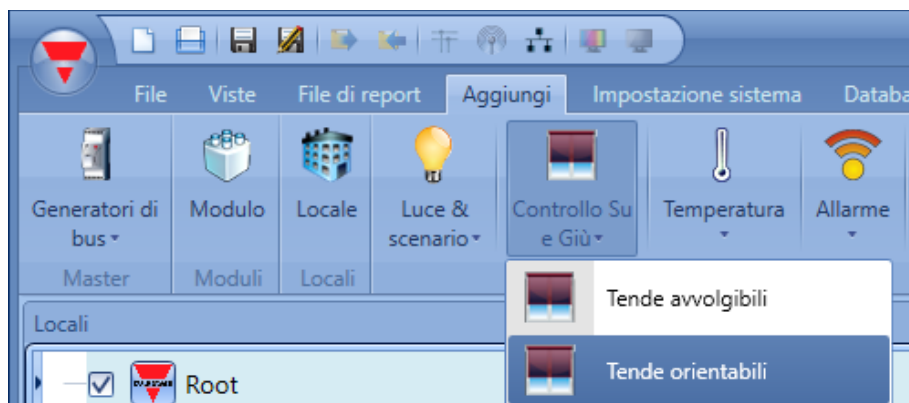 File Viste File di report Aggiungi Impostazione sistema Databa
Generatori di
bus
Modulo
Locale
Luce &
scenario
Controllo Su
e Giù
Temperatura
Allarme
Master
Moduli
Locali
Tende avvolgibili
Locali
Tende orientabili
Root